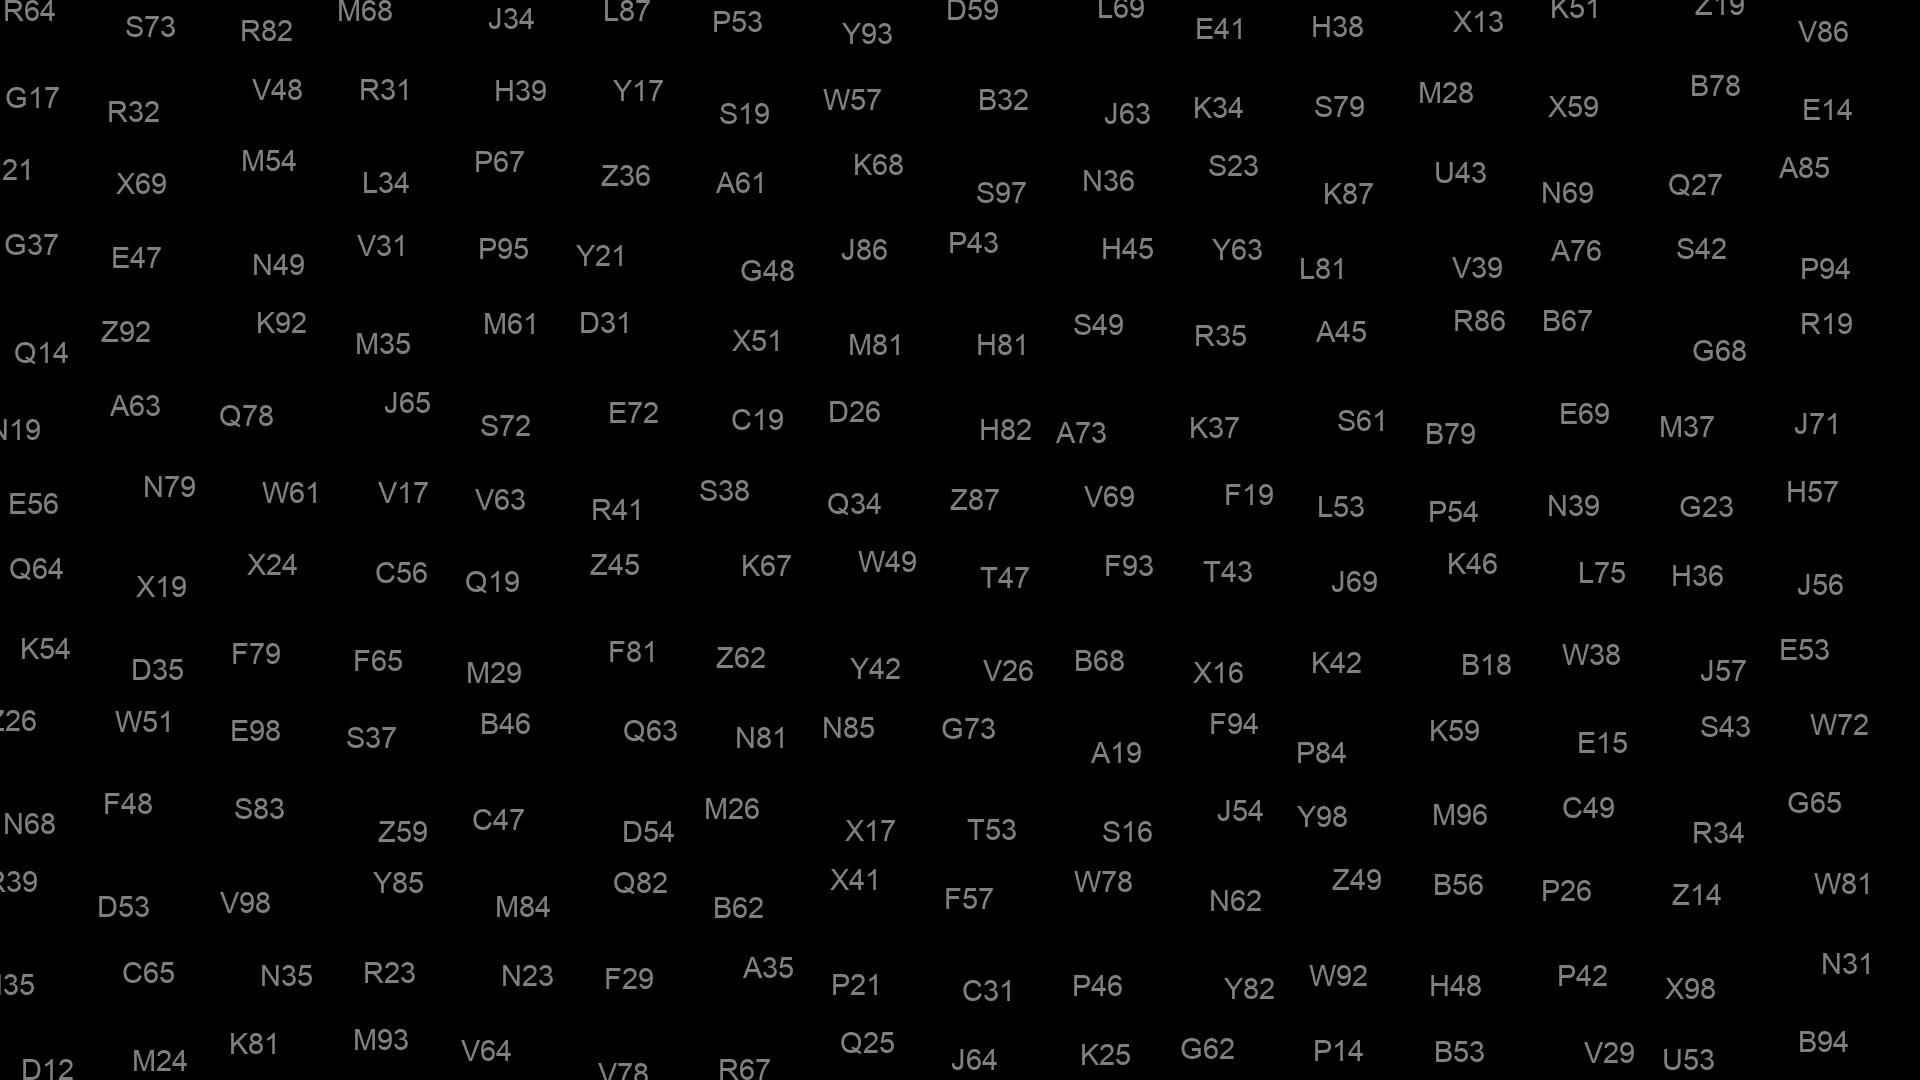 R64 S73 R82 M68 J34 L87 P53 Y93 D59 L69 E41 H38 X13 K51 Z19 V86
G17 R32 V48 R31 H39 Y17 S19 W57 B32 J63 K34 S79 M28 X59 B78 E14
21 X69 M54 L34 P67 Z36 A61 K68 S97 N36 S23 K87 U43 N69 Q27 A85
G37 E47 N49 V31 P95 Y21 G48 J86 P43 H45 Y63 L81 V39 A76 S42 P94
Q14 Z92 K92 M35 M61 D31 X51 M81 H81 S49 R35 A45 R86 B67 G68 R19
N19 A63 Q78 J65 S72 E72 C19 D26 H82 A73 K37 S61 B79 E69 M37 J71
E56 N79 W61 V17 V63 R41 S38 Q34 Z87 V69 F19 L53 P54 N39 G23 H57
Q64 X19 X24 C56 Q19 Z45 K67 W49 T47 F93 T43 J69 K46 L75 H36 J56
K54 D35 F79 F65 M29 F81 Z62 Y42 V26 B68 X16 K42 B18 W38 J57 E53
Z26 W51 E98 S37 B46 Q63 N81 N85 G73 A19 F94 P84 K59 E15 S43 W72
N68 F48 S83 Z59 C47 D54 M26 X17 T53 S16 J54 Y98 M96 C49 R34 G65
R39 D53 V98 Y85 M84 Q82 B62 X41 F57 W78 N62 Z49 B56 P26 Z14 W81
35 C65 N35 R23 N23 F29 A35 P21 C31 P46 Y82 W92 H48 P42 X98 N31
D12 M24 K81 M93 V64 V78 R67 Q25 J64 K25 G62 P14 B53 V29 U53 B94